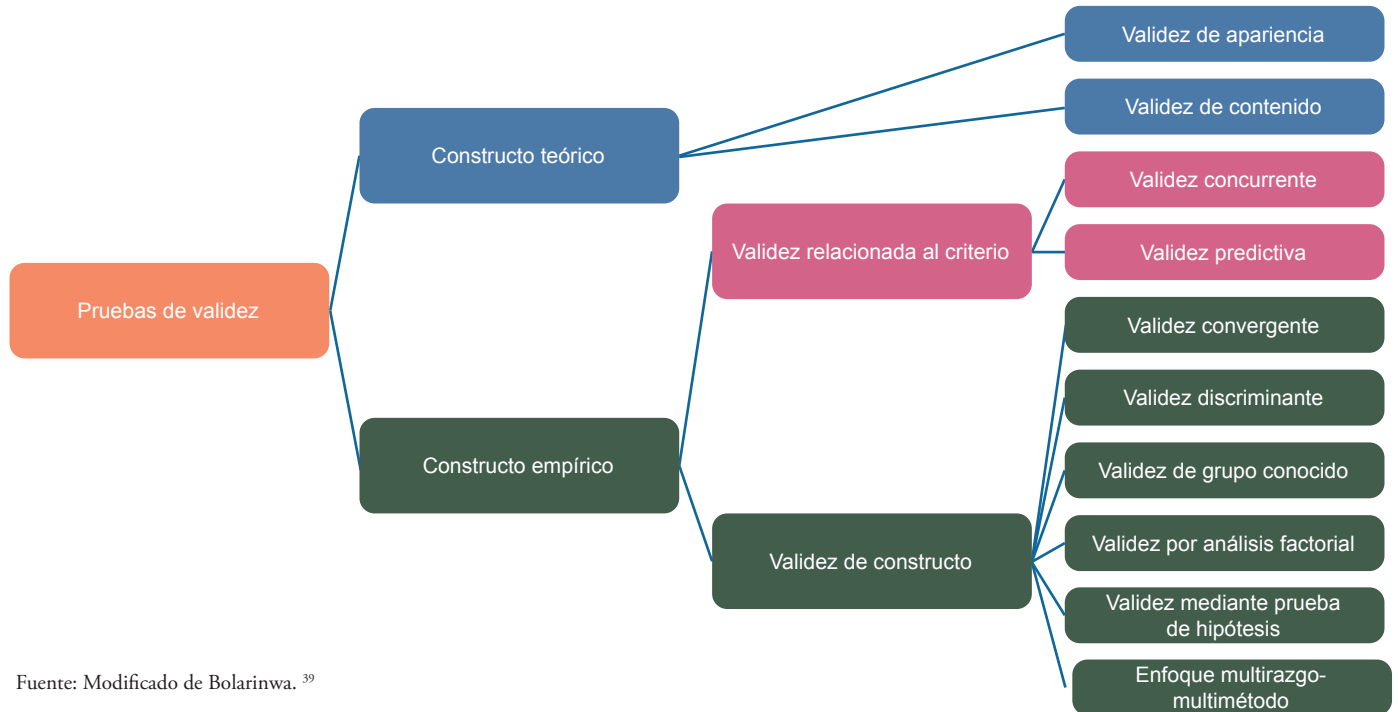 Pruebas de validez
Constructo teórico
Validez de apariencia
Validez de contenido
Constructo empírico
Validez relacionada al criterio
Validez concurrente
Validez predictiva
Validez de constructo
Validez convergente
Validez discriminante
Validez de grupo conocido
Validez por análisis factorial
Validez mediante prueba
de hipótesis
Enfoque multirazgo-
multimétodo
Fuente: Modificado de Bolarinwa. 39